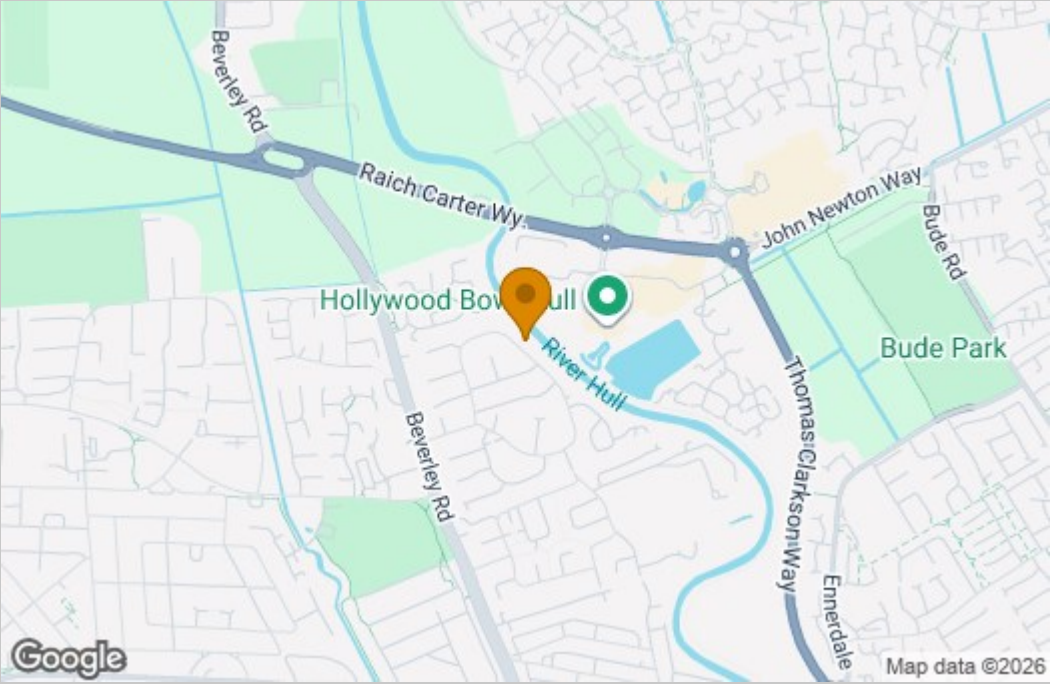 Beverley Rd
Raich Carter Wy.
John Newton Way
Bude Rd
Hollywood Bowl Hull
River Hull
Bude Park
Thomas Clarkson Way
Beverley Rd
Ennerdale
Google
Map data ©2026